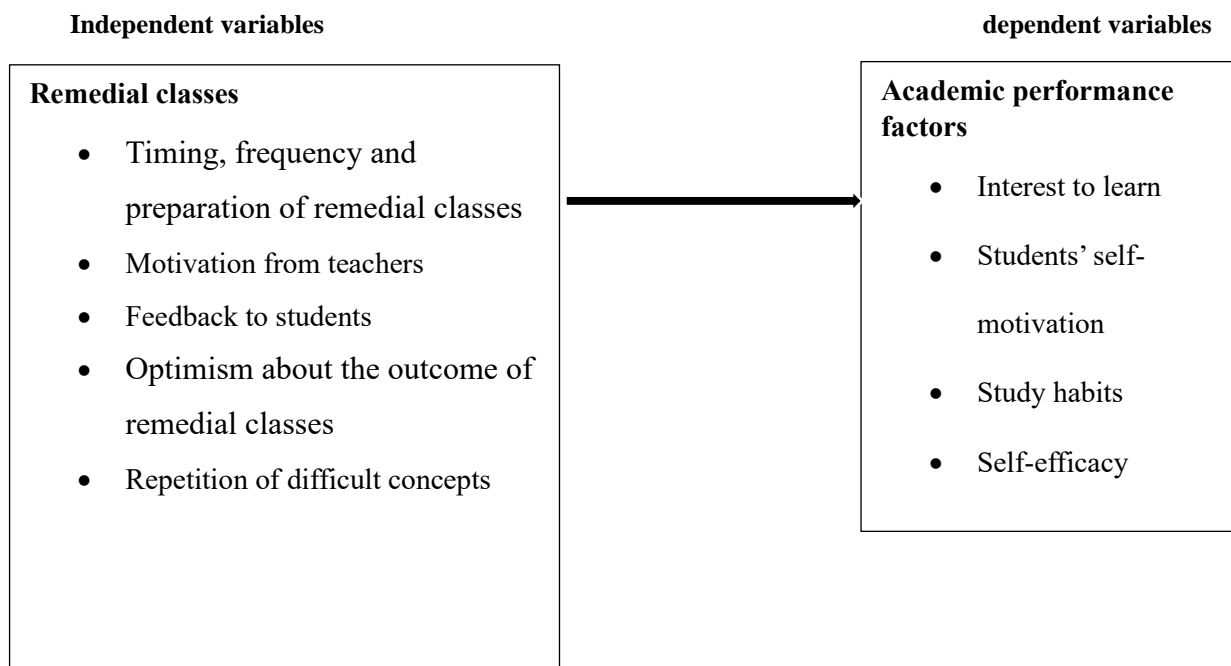 Independent variables
dependent variables
Remedial classes
• Timing, frequency and
preparation of remedial classes
• Motivation from teachers
• Feedback to students
• Optimism about the outcome of
remedial classes
• Repetition of difficult concepts
Academic performance
factors
• Interest to learn
• Students’ self-
motivation
• Study habits
• Self-efficacy